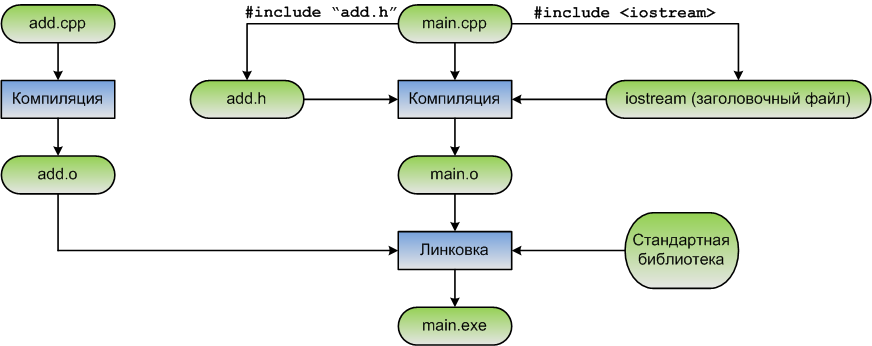 #include “add.h”
#include <iostream>
add.cpp
main.cpp
Компиляция
add.h
Компиляция
iostream (заголовочный файл)
add.o
main.o
Линковка
Стандартная
библиотека
main.exe